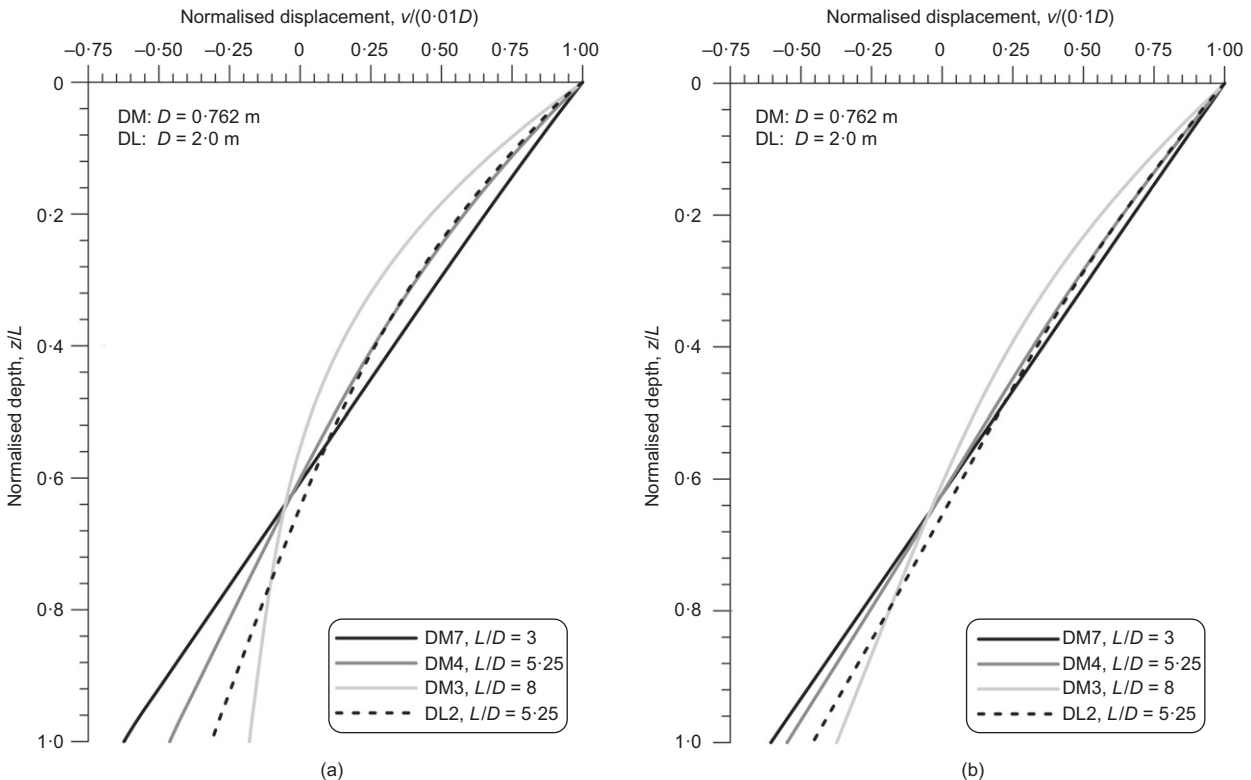 Normalised displacement, v/(0·01D)
–0·75 –0·50 –0·25 0 0·25 0·50 0·75 1·00
0
0·2
0·4
0·6
0·8
1·0
Normalised depth, z/L
DM: D = 0·762 m
DL: D = 2·0 m
DM7, L/D = 3
DM4, L/D = 5·25
DM3, L/D = 8
DL2, L/D = 5·25
(a)
Normalised displacement, v/(0·1D)
–0·75 –0·50 –0·25 0 0·25 0·50 0·75 1·00
0
0·2
0·4
0·6
0·8
1·0
Normalised depth, z/L
DM: D = 0·762 m
DL: D = 2·0 m
DM7, L/D = 3
DM4, L/D = 5·25
DM3, L/D = 8
DL2, L/D = 5·25
(b)